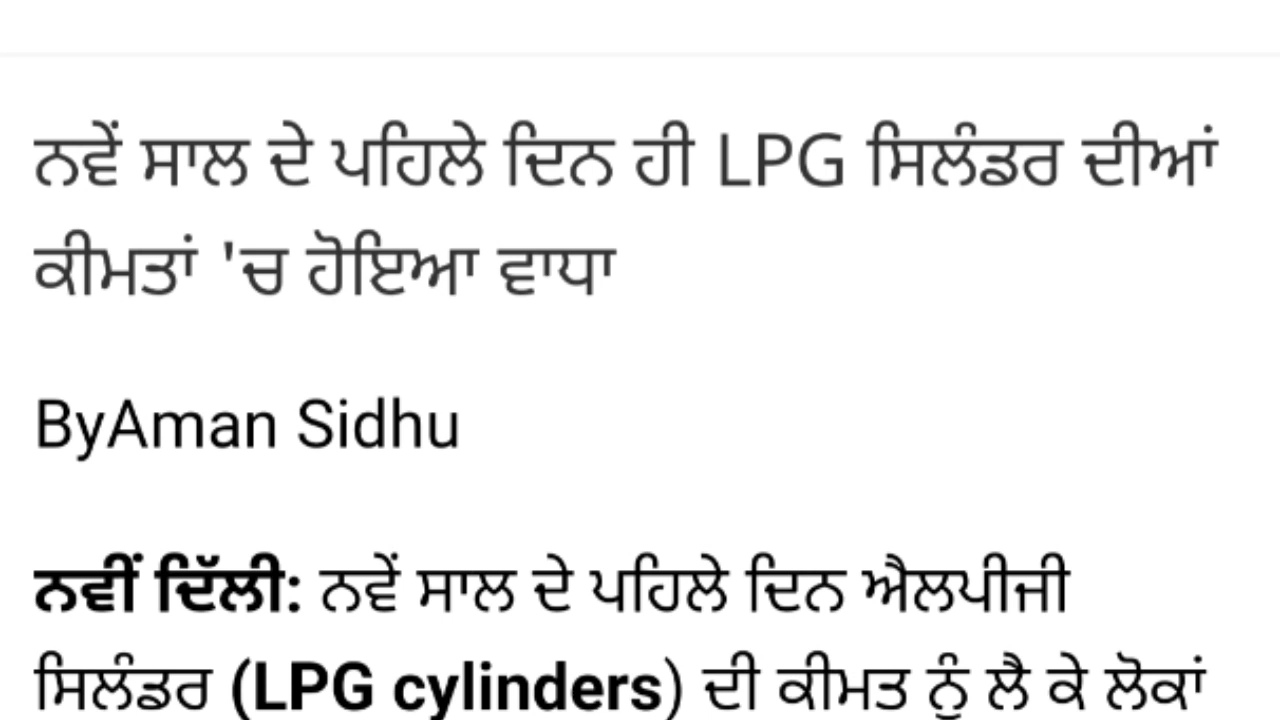 ਨਵੇਂ ਸਾਲ ਦੇ ਪਹਿਲੇ ਦਿਨ ਹੀ LPG ਸਿਲੰਡਰ ਦੀਆਂ
ਕੀਮਤਾਂ 'ਚ ਹੋਇਆ ਵਾਧਾ
ByAman Sidhu
ਨਵੀਂ ਦਿੱਲੀ: ਨਵੇਂ ਸਾਲ ਦੇ ਪਹਿਲੇ ਦਿਨ ਐਲਪੀਜੀ
ਸਿਲੰਡਰ (LPG cylinders) ਦੀ ਕੀਮਤ ਨੂੰ ਲੈ ਕੇ ਲੋਕਾਂ